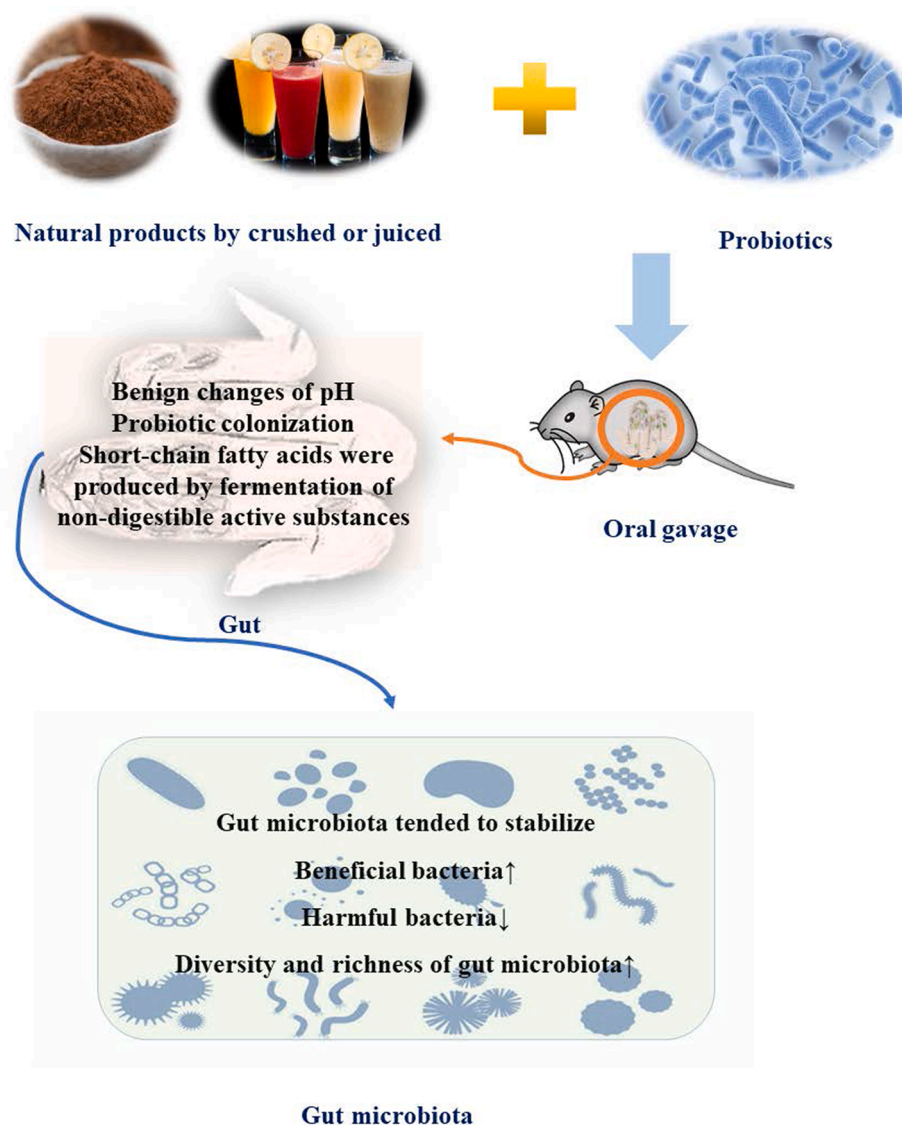 Natural products by crushed or juiced
Probiotics
Benign changes of pH
Probiotic colonization
Short-chain fatty acids were
produced by fermentation of
non-digestible active substances
Oral gavage
Gut
Gut microbiota tended to stabilize
Beneficial bacteria↑
Harmful bacteria↓
Diversity and richness of gut microbiota↑
Gut microbiota